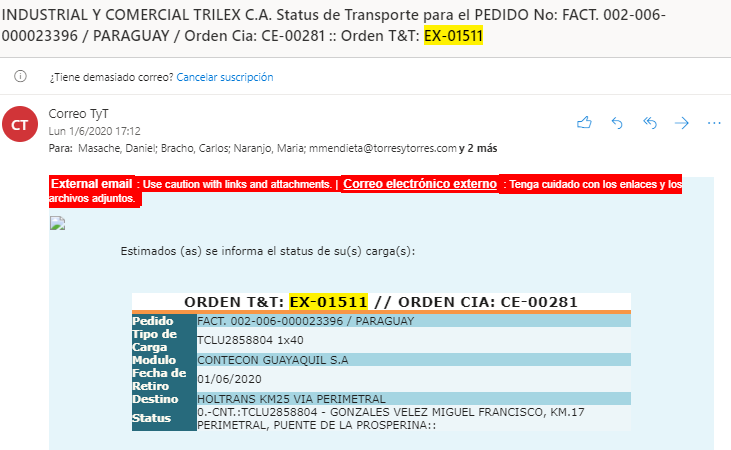 INDUSTRIAL Y COMERCIAL TRILEX C.A. Status de Transporte para el PEDIDO No: FACT. 002-006-
000023396 / PARAGUAY / Orden Cia: CE-00281 :: Orden T&T: EX-01511
¿Tiene demasiado correo? Cancelar suscripción
CT
Correo TyT
Lun 1/6/2020 17:12
Para: Masache, Daniel; Bracho, Carlos; Naranjo, Maria; mmendieta@torresytorres.com y 2 más
External email : Use caution with links and attachments. | Correo electrónico externo : Tenga cuidado con los enlaces y los
archivos adjuntos.
Estimados (as) se informa el status de su(s) carga(s):
ORDEN T&T: EX-01511 // ORDEN CIA: CE-00281
Pedido FACT. 002-006-000023396 / PARAGUAY
Tipo de
Carga TCLU2858804 1x40
Modulo CONTECON GUAYAQUIL S.A
Fecha de
Retiro 01/06/2020
Destino HOLTRANS KM25 VIA PERIMETRAL
Status 0.-CNT.:TCLU2858804 - GONZALES VELEZ MIGUEL FRANCISCO, KM.17
PERIMETRAL, PUENTE DE LA PROSPERINA::